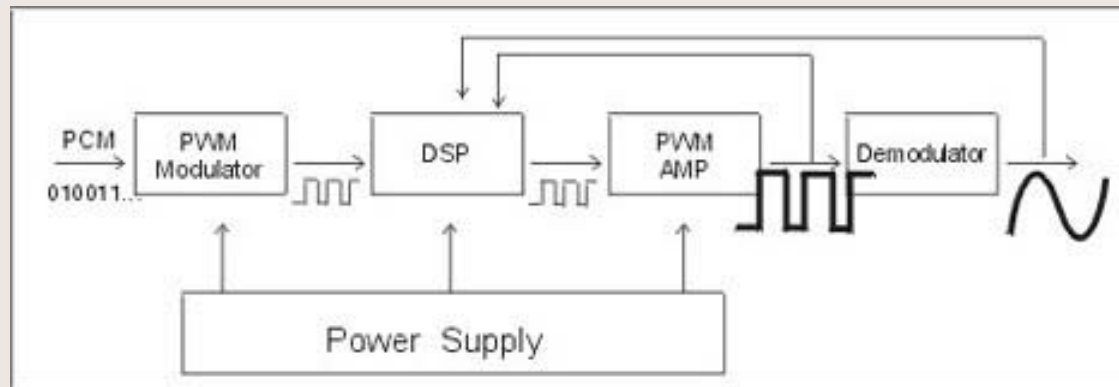 PCM
010011...
PWM
Modulator
DSP
PWM
AMP
Demodulator
Power Supply